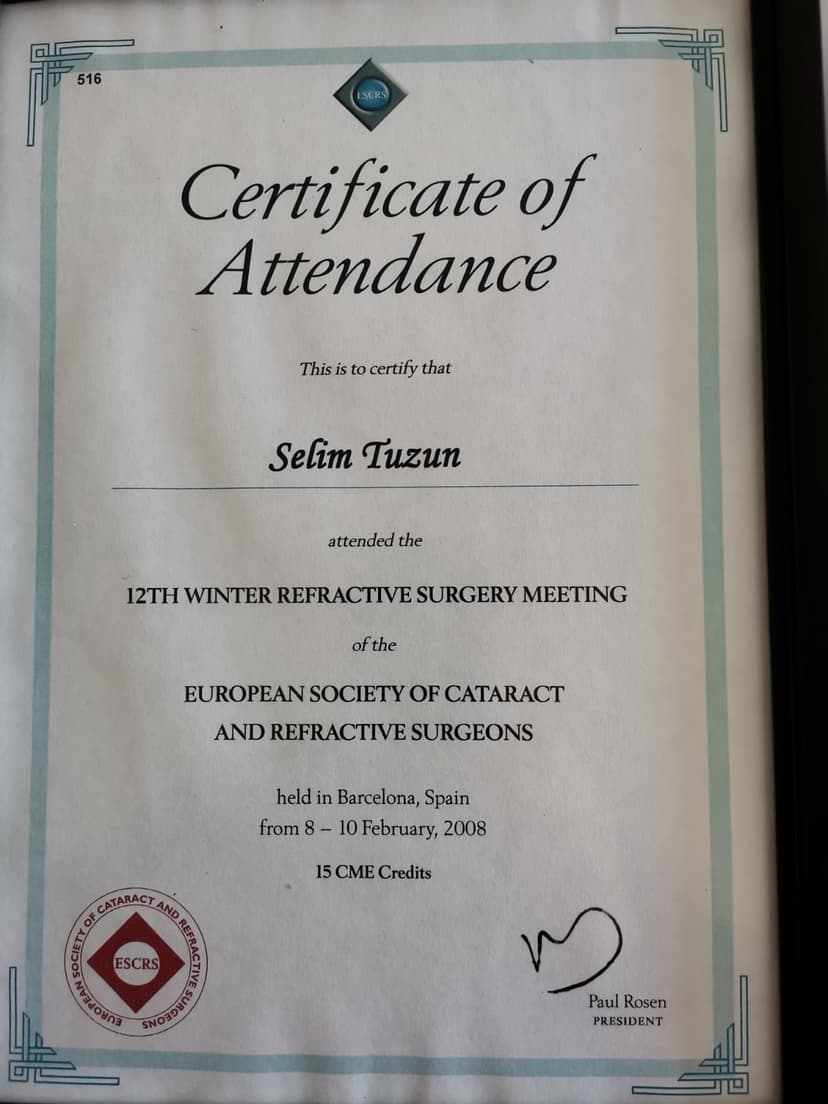 516
ESCRS
Certificate of
Attendance
This is to certify that
Selim Tuzun
attended the
12TH WINTER REFRACTIVE SURGERY MEETING
of the
EUROPEAN SOCIETY OF CATARACT
AND REFRACTIVE SURGEONS
held in Barcelona, Spain
from 8 – 10 February, 2008
15 CME Credits
EUROPEAN SOCIETY OF CATARACT AND REFRACTIVE SURGEONS
ESCRS
Paul Rosen
PRESIDENT